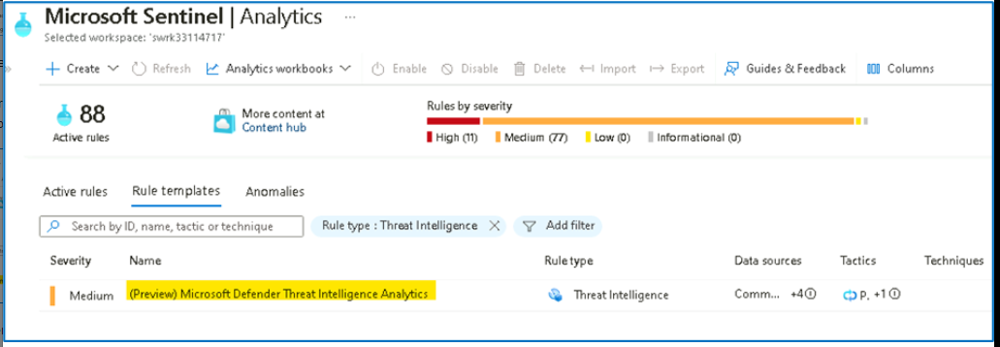 Microsoft Sentinel | Analytics ...
Selected workspace: 'swrk33114717'
» + Create Refresh Analytics workbooks Enable Disable Delete Import Export Guides & Feedback Columns
88
Active rules
More content at
Content hub
Rules by severity
High (11) Medium (77) Low (0) Informational (0)
Active rules Rule templates Anomalies
Search by ID, name, tactic or technique Rule type : Threat Intelligence Add filter
Severity Name Rule type Data sources Tactics Techniques
Medium (Preview) Microsoft Defender Threat Intelligence Analytics Threat Intelligence Comm... +4 P, +1